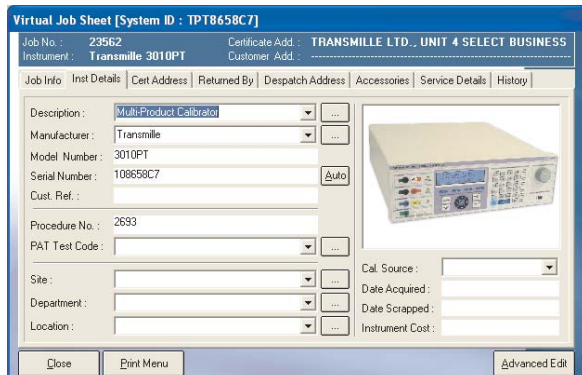 Virtual Job Sheet [System ID : TPT8658C7]
Job No. : 23562 Certificate Add. : TRANSMILLE LTD., UNIT 4 SELECT BUSINESS
Instrument : Transmille 3010PT Customer Add. : ----------------------------------------
Job Info Inst Details Cert Address Returned By Despatch Address Accessories Service Details History
Description : Multi-Product Calibrator ...
Manufacturer : Transmille ...
Model Number : 3010PT
Serial Number : 108658C7 Auto
Cust. Ref. :
Procedure No. : 2693
PAT Test Code : ...
Site : ...
Department : ...
Location : ...
Cal. Source :
Date Acquired :
Date Scrapped :
Instrument Cost :
Close Print Menu Advanced Edit